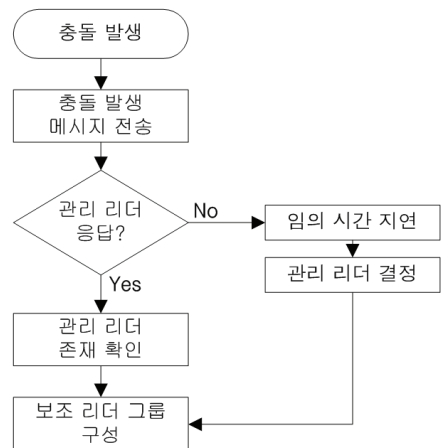 충돌 발생
충돌 발생
메시지 전송
관리 리더
응답?
No
임의 시간 지연
관리 리더 결정
Yes
관리 리더
존재 확인
보조 리더 그룹
구성